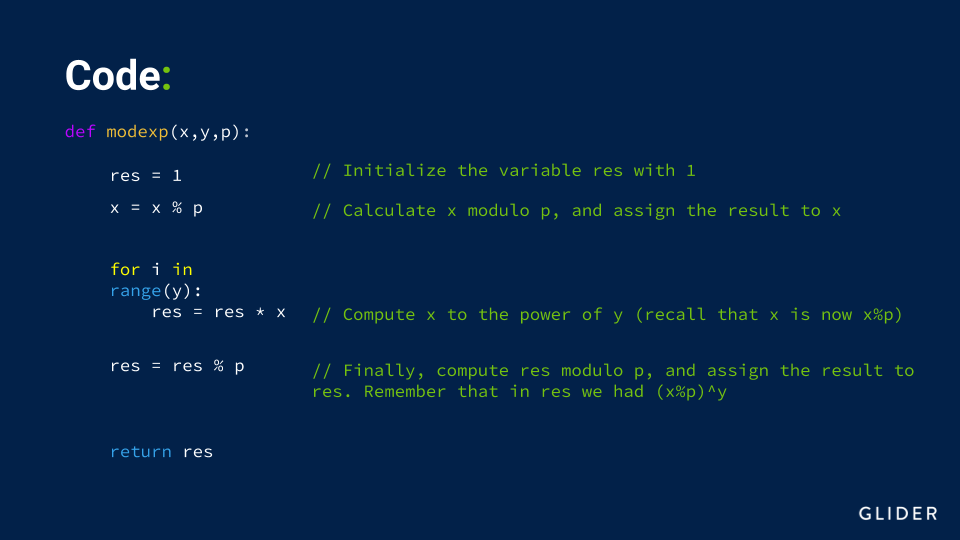 Code:
def modexp(x,y,p):
res = 1
// Initialize the variable res with 1
x = x % p
// Calculate x modulo p, and assign the result to x
for i in
range(y):
res = res * x
// Compute x to the power of y (recall that x is now x%p)
res = res % p
// Finally, compute res modulo p, and assign the result to
res. Remember that in res we had (x%p)^y
return res
GLIDER